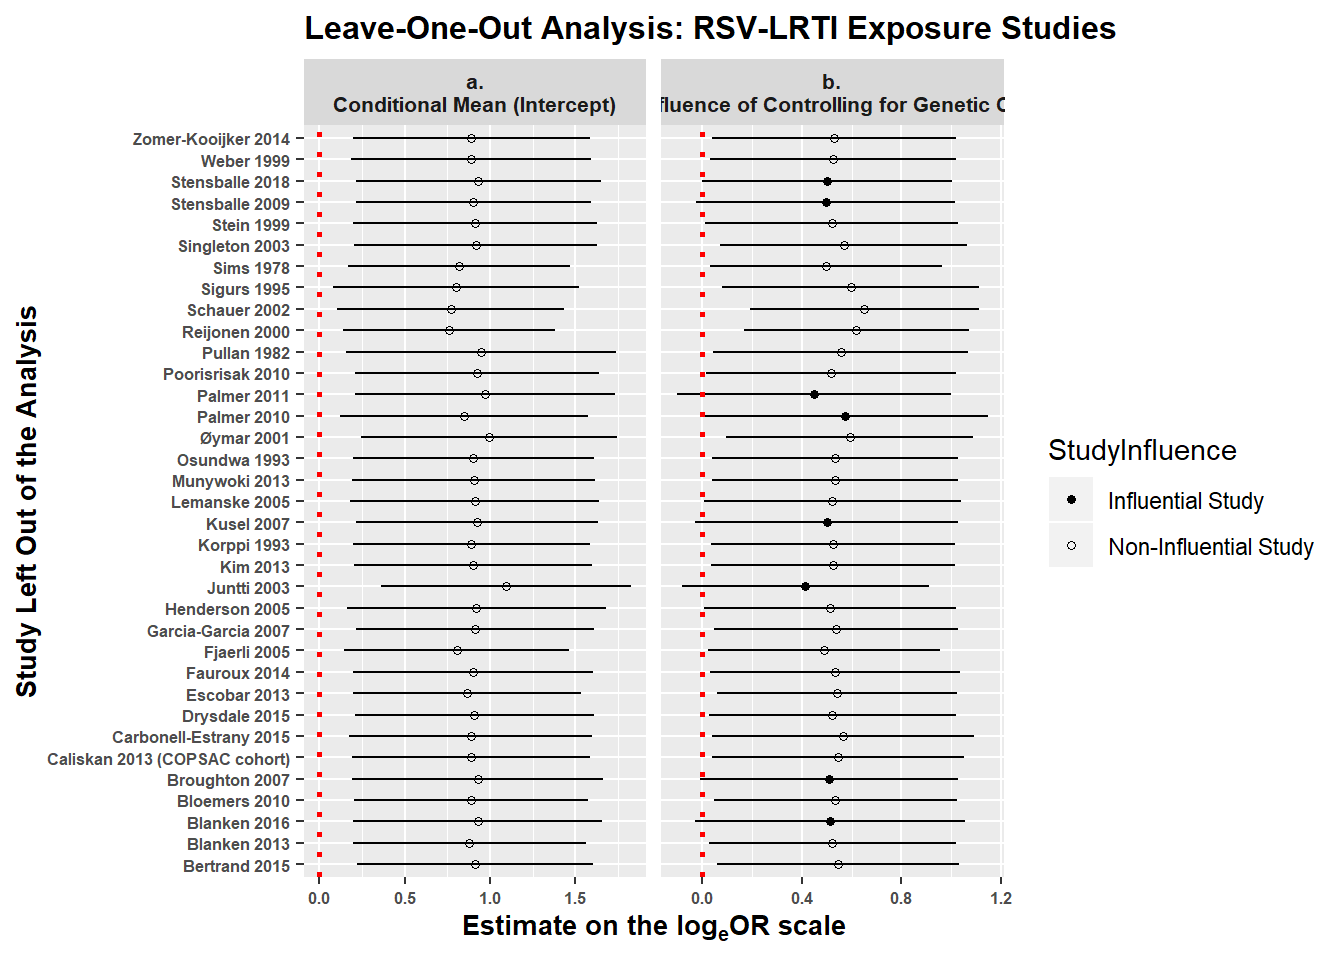 Leave-One-Out Analysis: RSV-LRTI Exposure Studies
a.
Conditional Mean (Intercept)
b.
of Controlling for Genetic
Study Left Out of the Analysis
Zomer-Kooijker 2014
Weber 1999
Stensballe 2018
Stensballe 2009
Stein 1999
Singleton 2003
Sims 1978
Sigurs 1995
Schauer 2002
Reijonen 2000
Pullan 1982
Poorisrisak 2010
Palmer 2011
Palmer 2010
Øymar 2001
Osundwa 1993
Munywoki 2013
Lemanske 2005
Kusel 2007
Korppi 1993
Kim 2013
Juntti 2003
Henderson 2005
Garcia-Garcia 2007
Fjaerli 2005
Fauroux 2014
Escobar 2013
Drysdale 2015
Carbonell-Estrany 2015
Caliskan 2013 (COPSAC cohort)
Broughton 2007
Bloemers 2010
Blanken 2016
Blanken 2013
Bertrand 2015
0.0 0.5 1.0 1.5
0.0 0.4 0.8 1.2
Estimate on the logeOR scale
StudyInfluence
Influential Study
Non-Influential Study